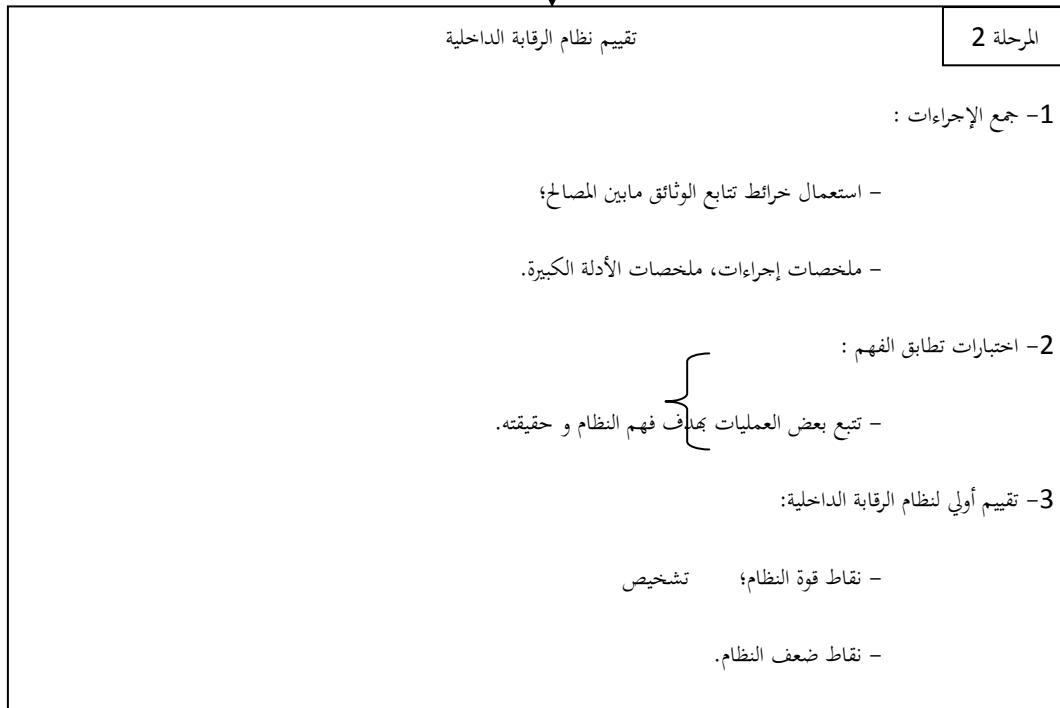 المرحلة 2 تقييم نظام الرقابة الداخلية
1- جمع الإجراءات :
- استعمال خرائط تتابع الوثائق مابين المصالح؛
- ملخصات إجراءات، ملخصات الأدلة الكبيرة.
2- اختبارات تطابق الفهم :
- تتبع بعض العمليات بهدف فهم النظام و حقيقته.
3- تقييم أولي لنظام الرقابة الداخلية:
- نقاط قوة النظام؛ تشخيص
- نقاط ضعف النظام.